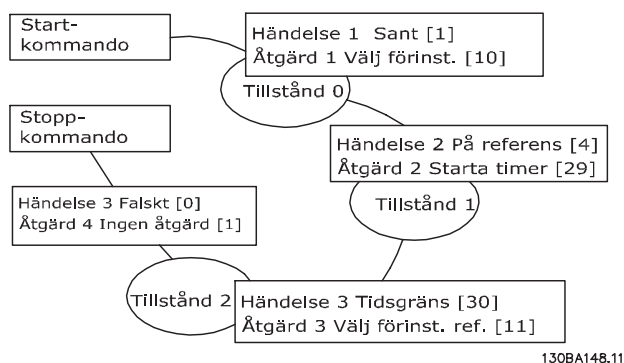 Start-
kommando
Händelse 1 Sant [1]
Åtgärd 1 Välj förinst. [10]
Tillstånd 0
Stopp-
kommando
Händelse 2 På referens [4]
Åtgärd 2 Starta timer [29]
Tillstånd 1
Händelse 3 Falskt [0]
Åtgärd 4 Ingen åtgärd [1]
Tillstånd 2
Händelse 3 Tidsgräns [30]
Åtgärd 3 Välj förinst. ref. [11]
130BA148.11